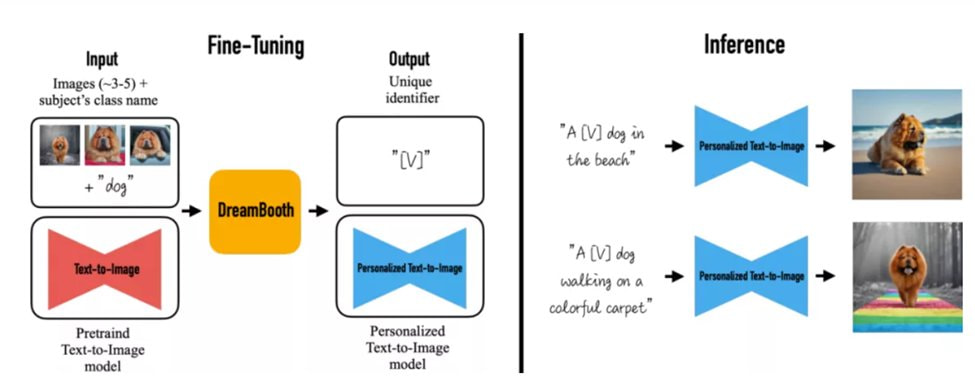 Fine-Tuning
Input
Images (~3-5) +
subject's class name
+ "dog"
Text-to-Image
Pretraind
Text-to-Image
model
DreamBooth
Output
Unique
identifier
"[V]"
Personalized Text-to-Image
Personalized
Text-to-Image
model
Inference
"A [V] dog in
the beach"
Personalized Text-to-Image
"A [V] dog
walking on a
colorful carpet"
Personalized Text-to-Image